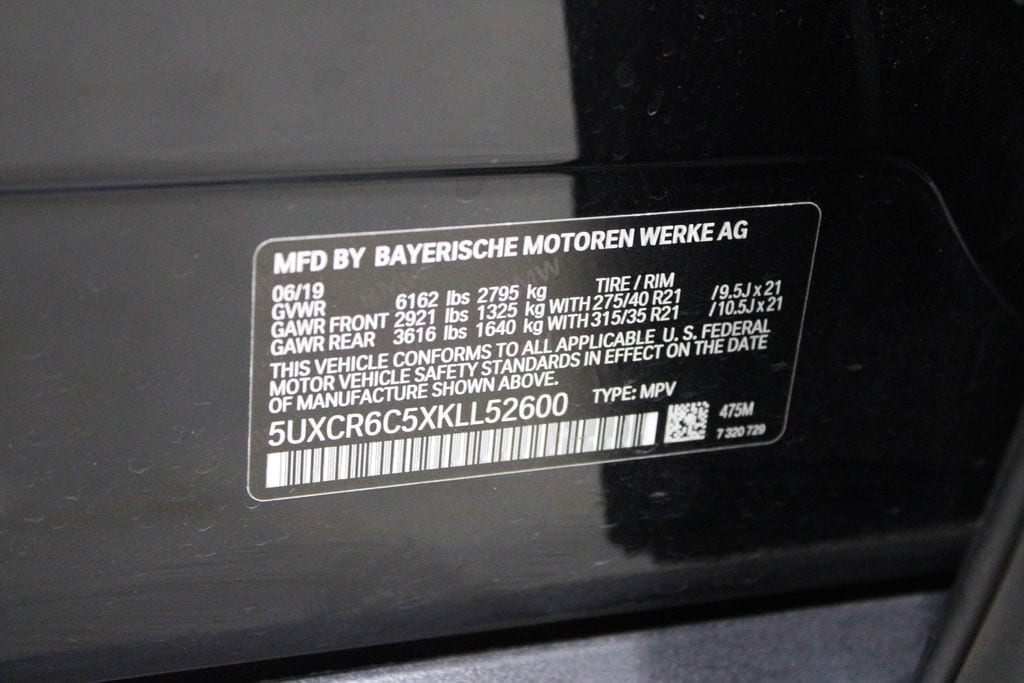 MFD BY BAYERISCHE MOTOREN WERKE AG
06/19 TIRE / RIM
GVWR 6162 lbs 2795 kg
GAWR FRONT 2921 lbs 1325 kg WITH 275/40 R21 /9.5J x 21
GAWR REAR 3616 lbs 1640 kg WITH 315/35 R21 /10.5J x 21
THIS VEHICLE CONFORMS TO ALL APPLICABLE U. S. FEDERAL
MOTOR VEHICLE SAFETY STANDARDS IN EFFECT ON THE DATE
OF MANUFACTURE SHOWN ABOVE.
5UXCR6C5XKLL52600 TYPE: MPV
475M
7 320 729